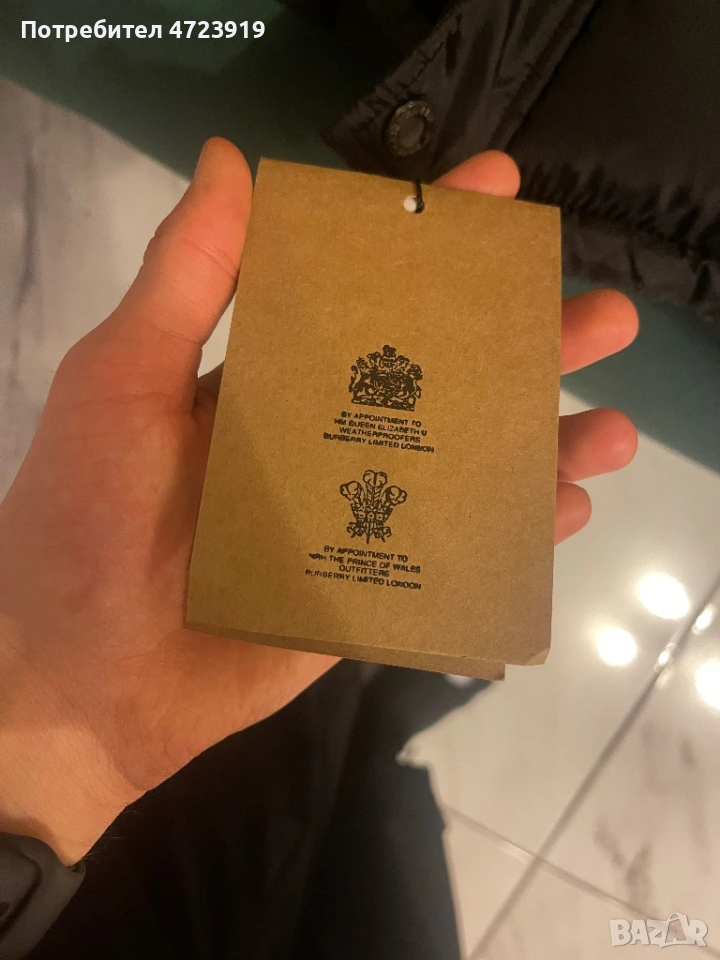 Потребител 4723919
BY APPOINTMENT TO
HM QUEEN ELIZABETH II
WEATHERPROOFERS
BURBERRY LIMITED LONDON
BY APPOINTMENT TO
HRH THE PRINCE OF WALES
OUTFITTERS
BURBERRY LIMITED LONDON
BAZAR